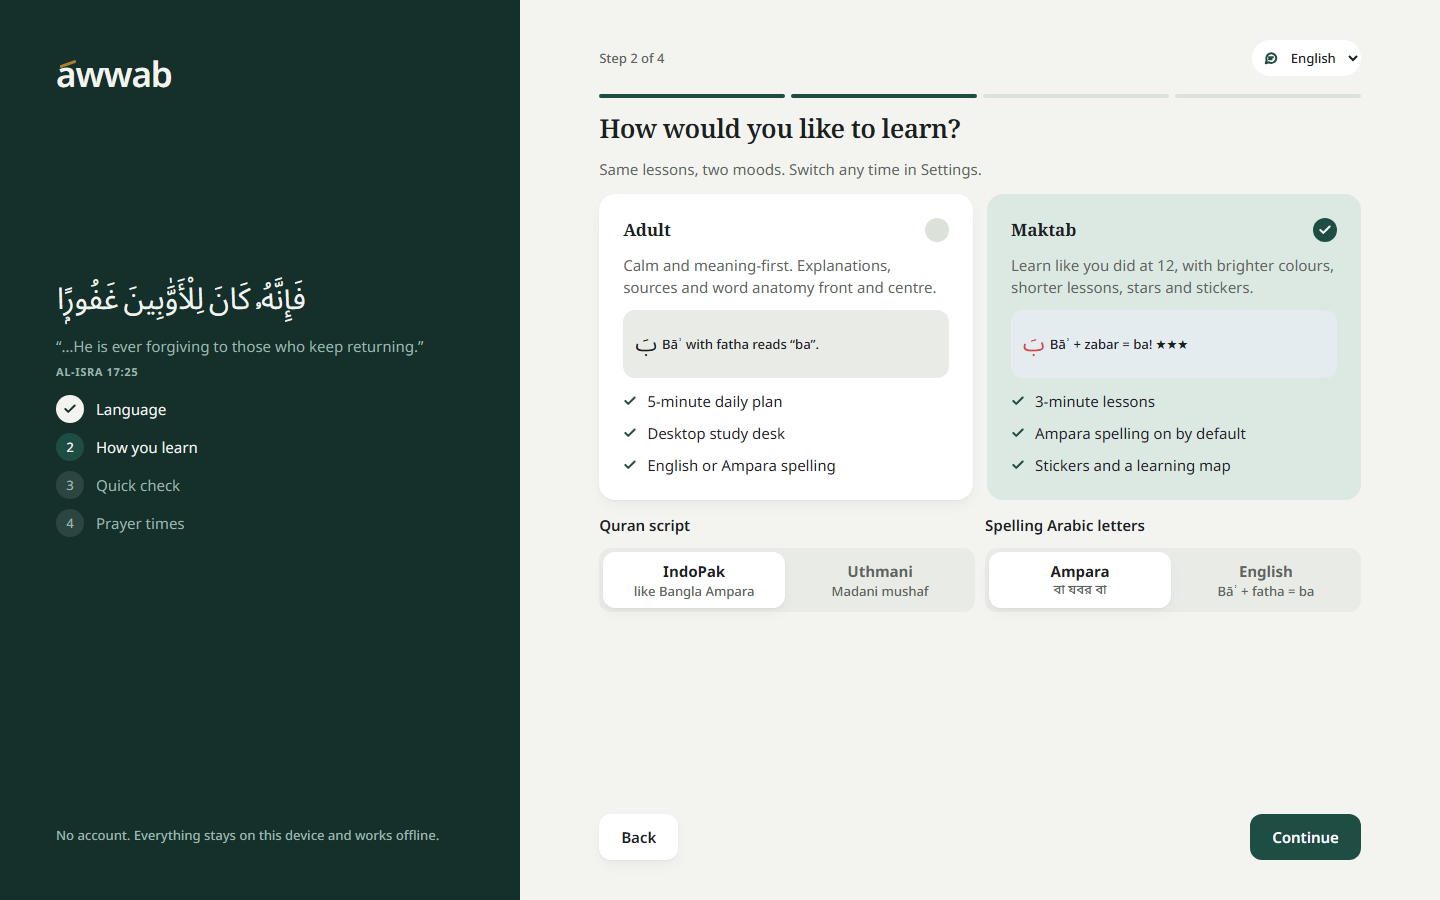 awwab
فَإِنَّهُۥ كَانَ لِلْأَوَّٰبِينَ غَفُورًۭا
“…He is ever forgiving to those who keep returning.”
AL-ISRA 17:25
Language
2 How you learn
3 Quick check
4 Prayer times
No account. Everything stays on this device and works offline.
Step 2 of 4
English
How would you like to learn?
Same lessons, two moods. Switch any time in Settings.
Adult
Calm and meaning-first. Explanations,
sources and word anatomy front and centre.
بَ Bāʾ with fatha reads “ba”.
5-minute daily plan
Desktop study desk
English or Ampara spelling
Maktab
Learn like you did at 12, with brighter colours,
shorter lessons, stars and stickers.
بَ Bāʾ + zabar = ba! ★★★
3-minute lessons
Ampara spelling on by default
Stickers and a learning map
Quran script
IndoPak
like Bangla Ampara
Uthmani
Madani mushaf
Spelling Arabic letters
Ampara
বা যবর বা
English
Bāʾ + fatha = ba
Back
Continue